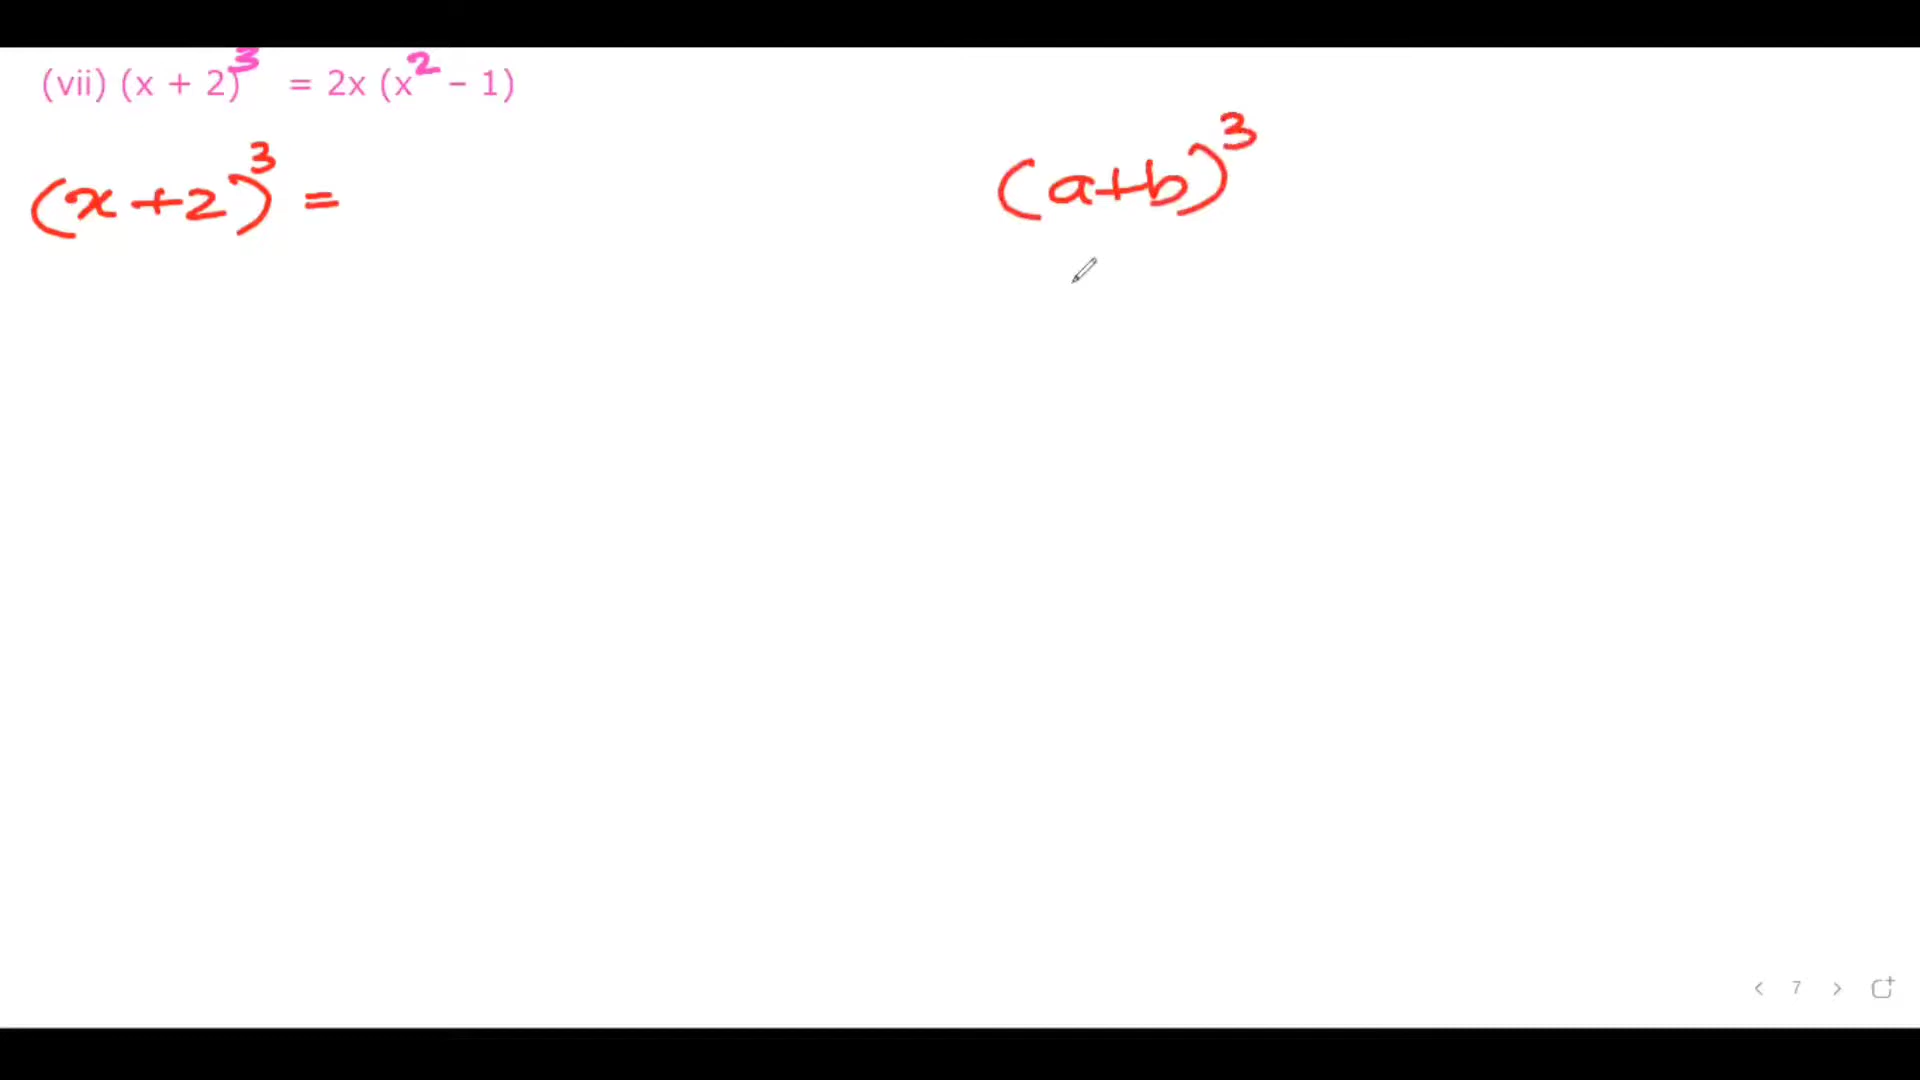 (vii) (x + 2)³ = 2x (x² − 1)
(x+2)³ =
(a+b)³
7